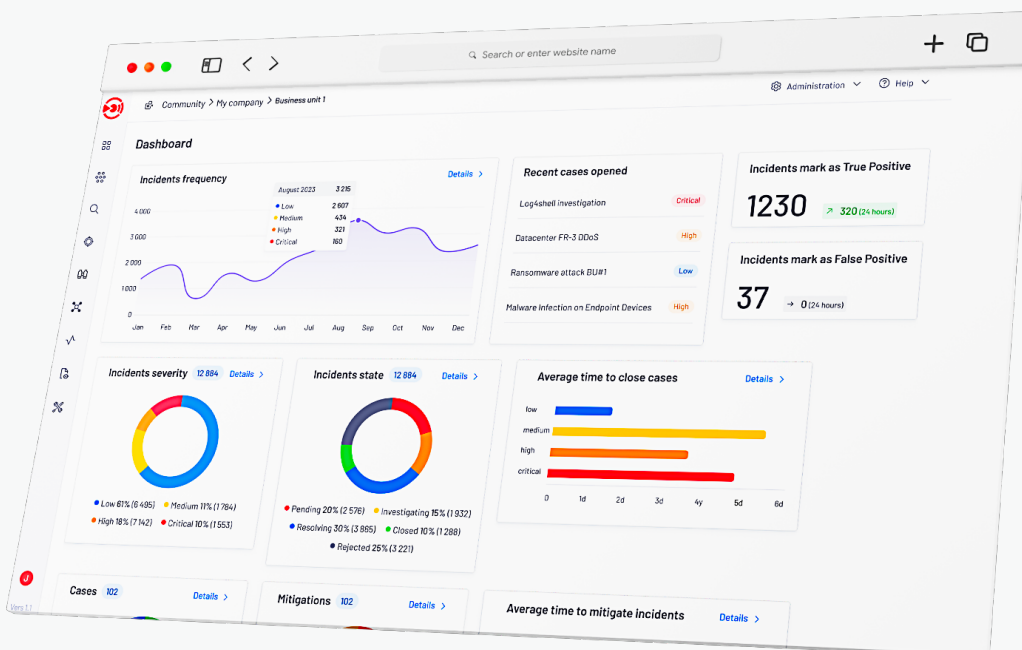 Search or enter website name
Community > My company > Business unit 1
Administration
Help
Dashboard
Incidents frequency
Details >
4 000
3 000
2 000
1 000
0
Jan Feb Mar Apr May Jun Jul Aug Sep Oct Nov Dec
August 2023 3 215
Low 2 607
Medium 434
High 321
Critical 160
Recent cases opened
Log4shell investigation Critical
Datacenter FR-3 DDoS High
Ransomware attack BU#1 Low
Malware Infection on Endpoint Devices High
Incidents mark as True Positive
1230 320 (24 hours)
Incidents mark as False Positive
37 0 (24 hours)
Incidents severity 12 884 Details >
Low 61% (6 495) Medium 11% (1 784)
High 18% (7 142) Critical 10% (1 553)
Incidents state 12 884 Details >
Pending 20% (2 576) Investigating 15% (1 932)
Resolving 30% (3 865) Closed 10% (1 288)
Rejected 25% (3 221)
Average time to close cases Details >
low
medium
high
critical
0 1d 2d 3d 4y 5d 6d
J
Vers 1.1
Cases 102 Details >
Mitigations 102 Details >
Average time to mitigate incidents Details >